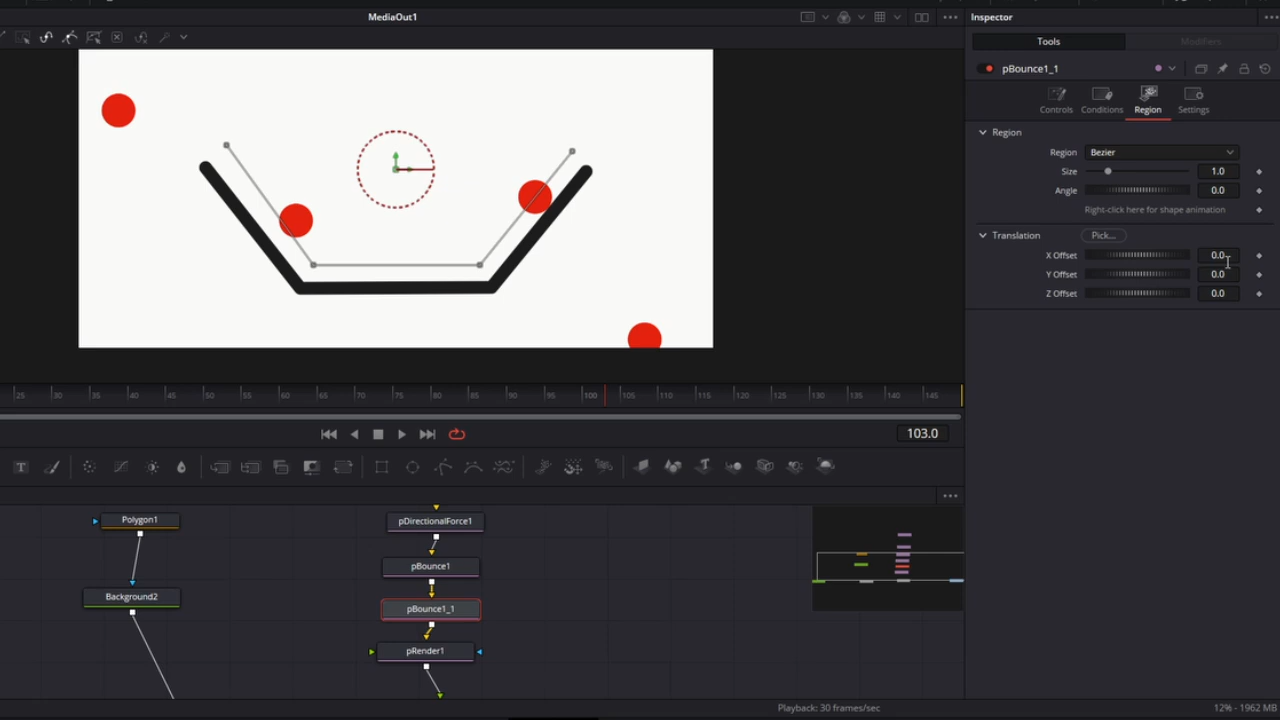 MediaOut1
Inspector
Tools
Modifiers
pBounce1_1
Controls
Conditions
Region
Settings
Region
Region
Bezier
Size
1.0
Angle
0.0
Right-click here for shape animation
Translation
Pick...
X Offset
0.0
Y Offset
0.0
Z Offset
0.0
25
30
35
40
45
50
55
60
65
70
75
80
85
90
95
100
105
110
115
120
125
130
135
140
145
103.0
T
Polygon1
Background2
pDirectionalForce1
pBounce1
pBounce1_1
pRender1
Playback: 30 frames/sec
12% - 1962 MB